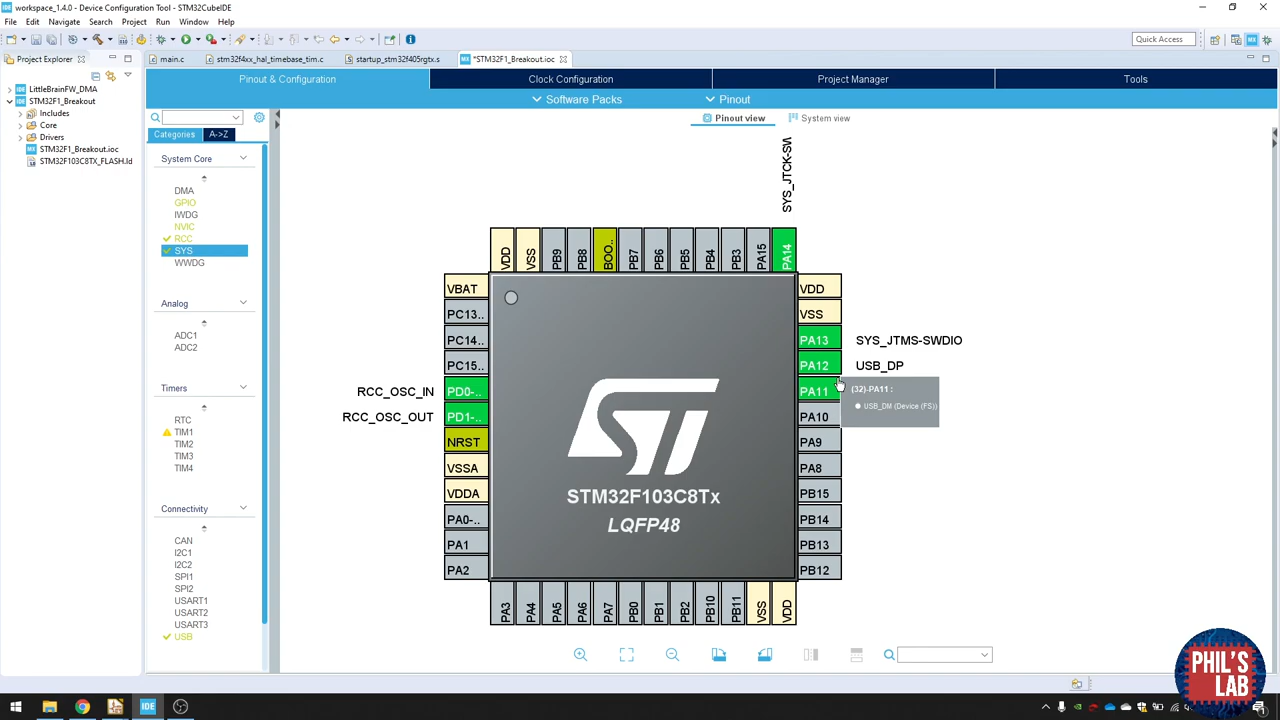 workspace_1.4.0 - Device Configuration Tool - STM32CubeIDE
File Edit Navigate Search Project Run Window Help
Quick Access
Project Explorer
main.c
stm32f4xx_hal_timebase_tim.c
startup_stm32f405rgtx.s
*STM32F1_Breakout.ioc
LittleBrainFW_DMA
STM32F1_Breakout
Includes
Core
Drivers
STM32F1_Breakout.ioc
STM32F103C8TX_FLASH.ld
Pinout & Configuration
Clock Configuration
Project Manager
Tools
Software Packs
Pinout
Pinout view
System view
Categories
A->Z
System Core
DMA
GPIO
IWDG
NVIC
RCC
SYS
WWDG
Analog
ADC1
ADC2
Timers
RTC
TIM1
TIM2
TIM3
TIM4
Connectivity
CAN
I2C1
I2C2
SPI1
SPI2
USART1
USART2
USART3
USB
SYS_JTCK-SW
VDD
VSS
PB9
PB8
BOO..
PB7
PB6
PB5
PB4
PB3
PA15
PA14
VBAT
PC13..
PC14..
PC15..
RCC_OSC_IN PD0-..
RCC_OSC_OUT PD1-..
NRST
VSSA
VDDA
PA0-..
PA1
PA2
STM32F103C8Tx
LQFP48
VDD
VSS
PA13 SYS_JTMS-SWDIO
PA12 USB_DP
PA11
(32)-PA11 :
USB_DM (Device (FS))
PA10
PA9
PA8
PB15
PB14
PB13
PB12
PA3
PA4
PA5
PA6
PA7
PB0
PB1
PB2
PB10
PB11
VSS
VDD
PHIL'S
LAB
IDE